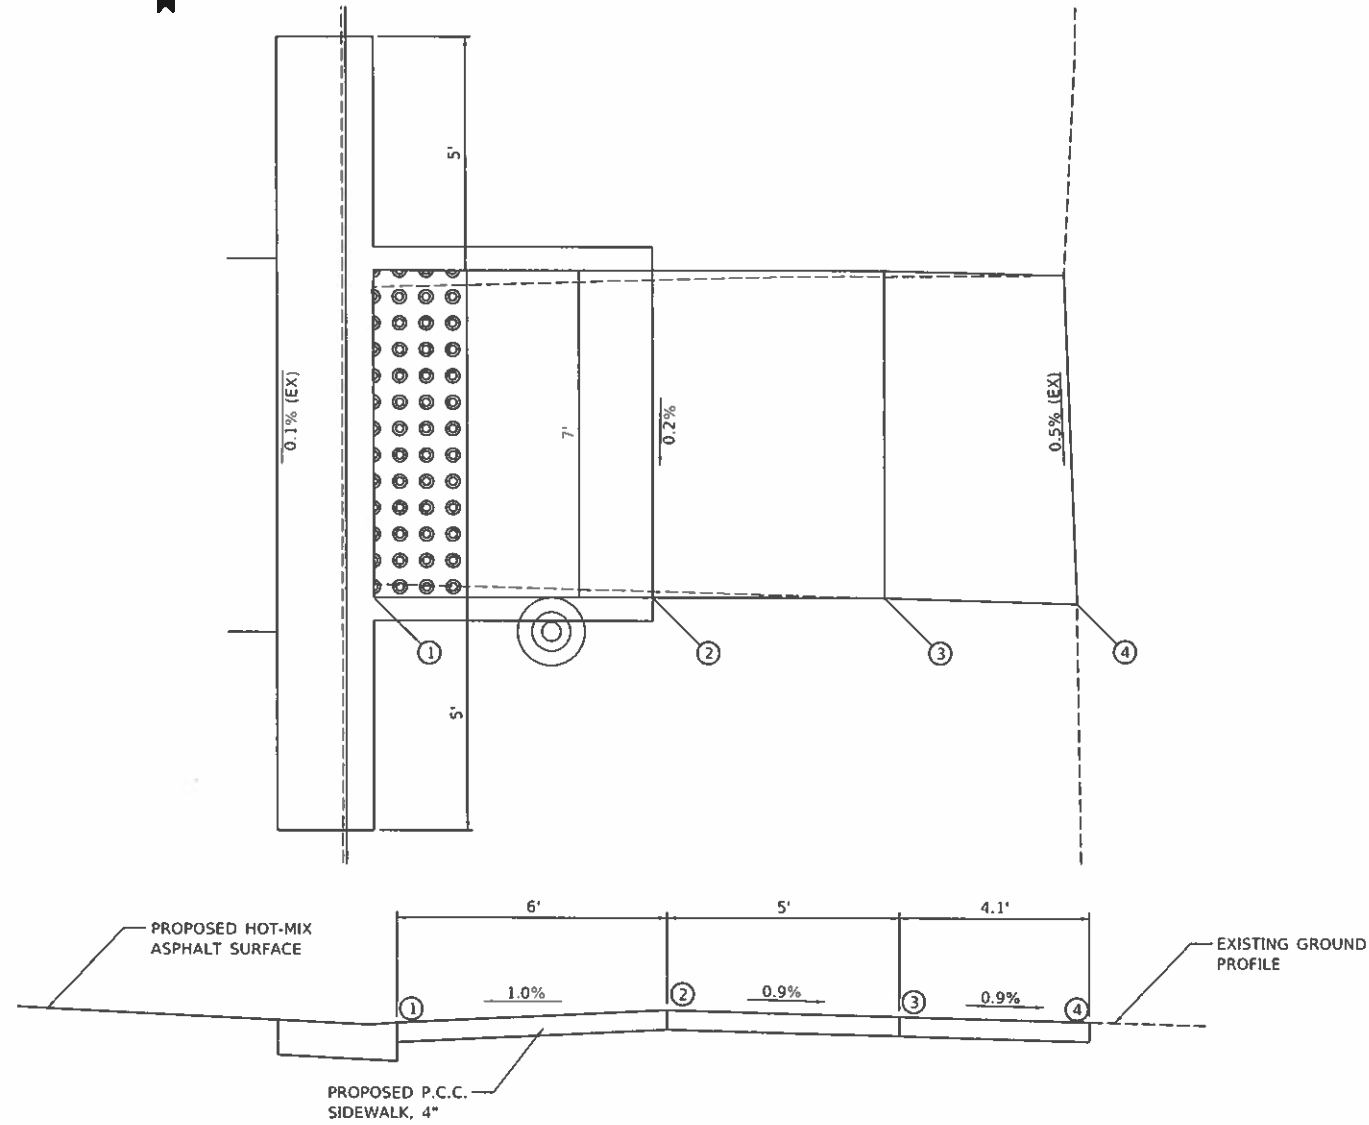 5'
0.1% (EX)
7'
0.2%
0.5% (EX)
1
2
3
4
5'
6'
5'
4.1'
PROPOSED HOT-MIX
ASPHALT SURFACE
EXISTING GROUND
PROFILE
1
1.0%
2
0.9%
3
0.9%
4
PROPOSED P.C.C.
SIDEWALK, 4"